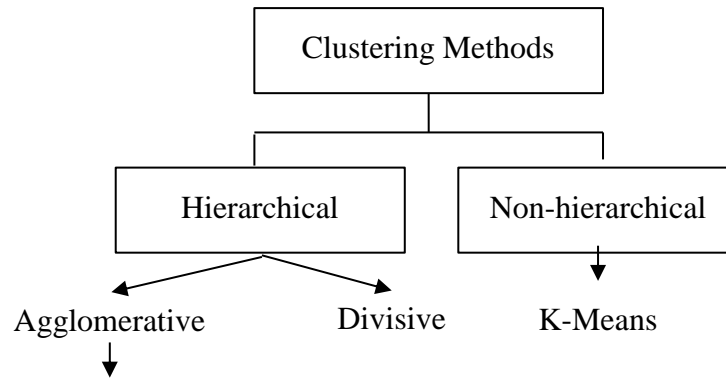 Clustering Methods
Hierarchical
Non-hierarchical
Agglomerative
Divisive
K-Means